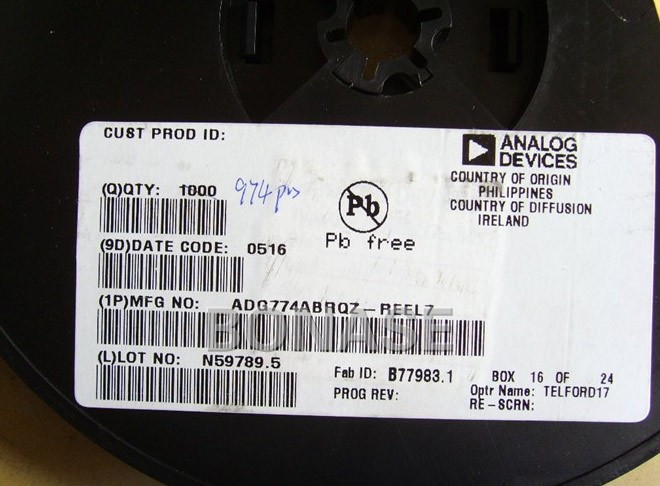 CUST PROD ID:
ANALOG
DEVICES
COUNTRY OF ORIGIN
PHILIPPINES
COUNTRY OF DIFFUSION
IRELAND
(Q)QTY: 1000 974 pcs
Pb
Pb free
(9D)DATE CODE: 0516
(1P)MFG NO: ADG774ABRQZ-REEL7
BONASE
(L)LOT NO: N59789.5
Fab ID: B77983.1
BOX 16 OF 24
PROG REV:
Optr Name: TELFORD17
RE-SCRN: